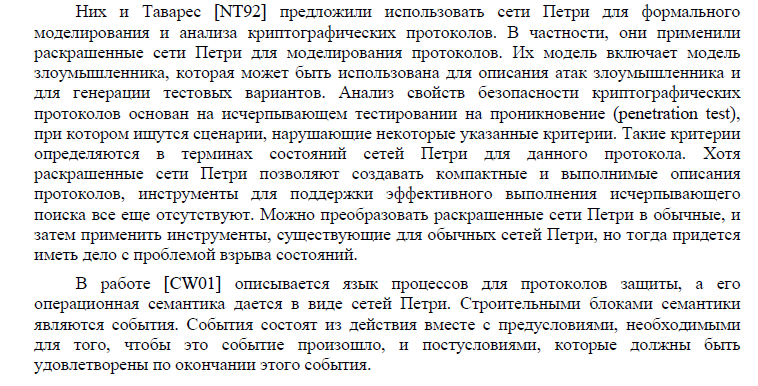 Них и Таварес [NT92] предложили использовать сети Петри для формального
моделирования и анализа криптографических протоколов. В частности, они применили
раскрашенные сети Петри для моделирования протоколов. Их модель включает модель
злоумышленника, которая может быть использована для описания атак злоумышленника и
для генерации тестовых вариантов. Анализ свойств безопасности криптографических
протоколов основан на исчерпывающем тестировании на проникновение (penetration test),
при котором ищутся сценарии, нарушающие некоторые указанные критерии. Такие критерии
определяются в терминах состояний сетей Петри для данного протокола. Хотя
раскрашенные сети Петри позволяют создавать компактные и выполнимые описания
протоколов, инструменты для поддержки эффективного выполнения исчерпывающего
поиска все еще отсутствуют. Можно преобразовать раскрашенные сети Петри в обычные, и
затем применить инструменты, существующие для обычных сетей Петри, но тогда придется
иметь дело с проблемой взрыва состояний.
В работе [CW01] описывается язык процессов для протоколов защиты, а его
операционная семантика дается в виде сетей Петри. Строительными блоками семантики
являются события. События состоят из действия вместе с предусловиями, необходимыми
для того, чтобы это событие произошло, и постусловиями, которые должны быть
удовлетворены по окончании этого события.